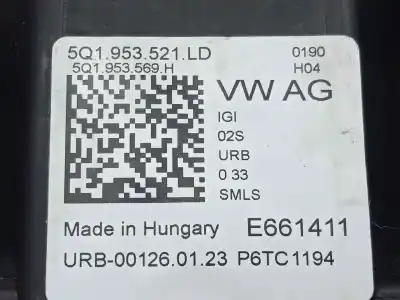 5Q1.953.521.LD 0190
5Q1.953.569.H H04
VW AG
IGI
02S
URB
0 33
SMLS
Made in Hungary E661411
URB-00126.01.23 P6TC1194